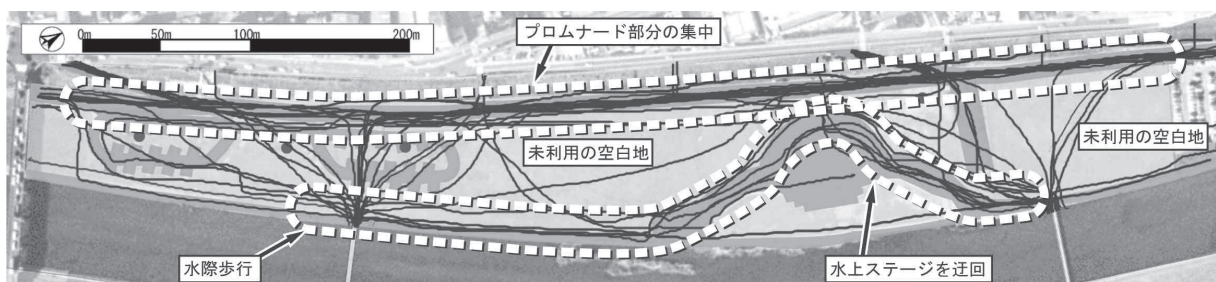 0m 50m 100m 200m
プロムナード部分の集中
未利用の空白地
未利用の空白地
水際歩行
水上ステージを迂回